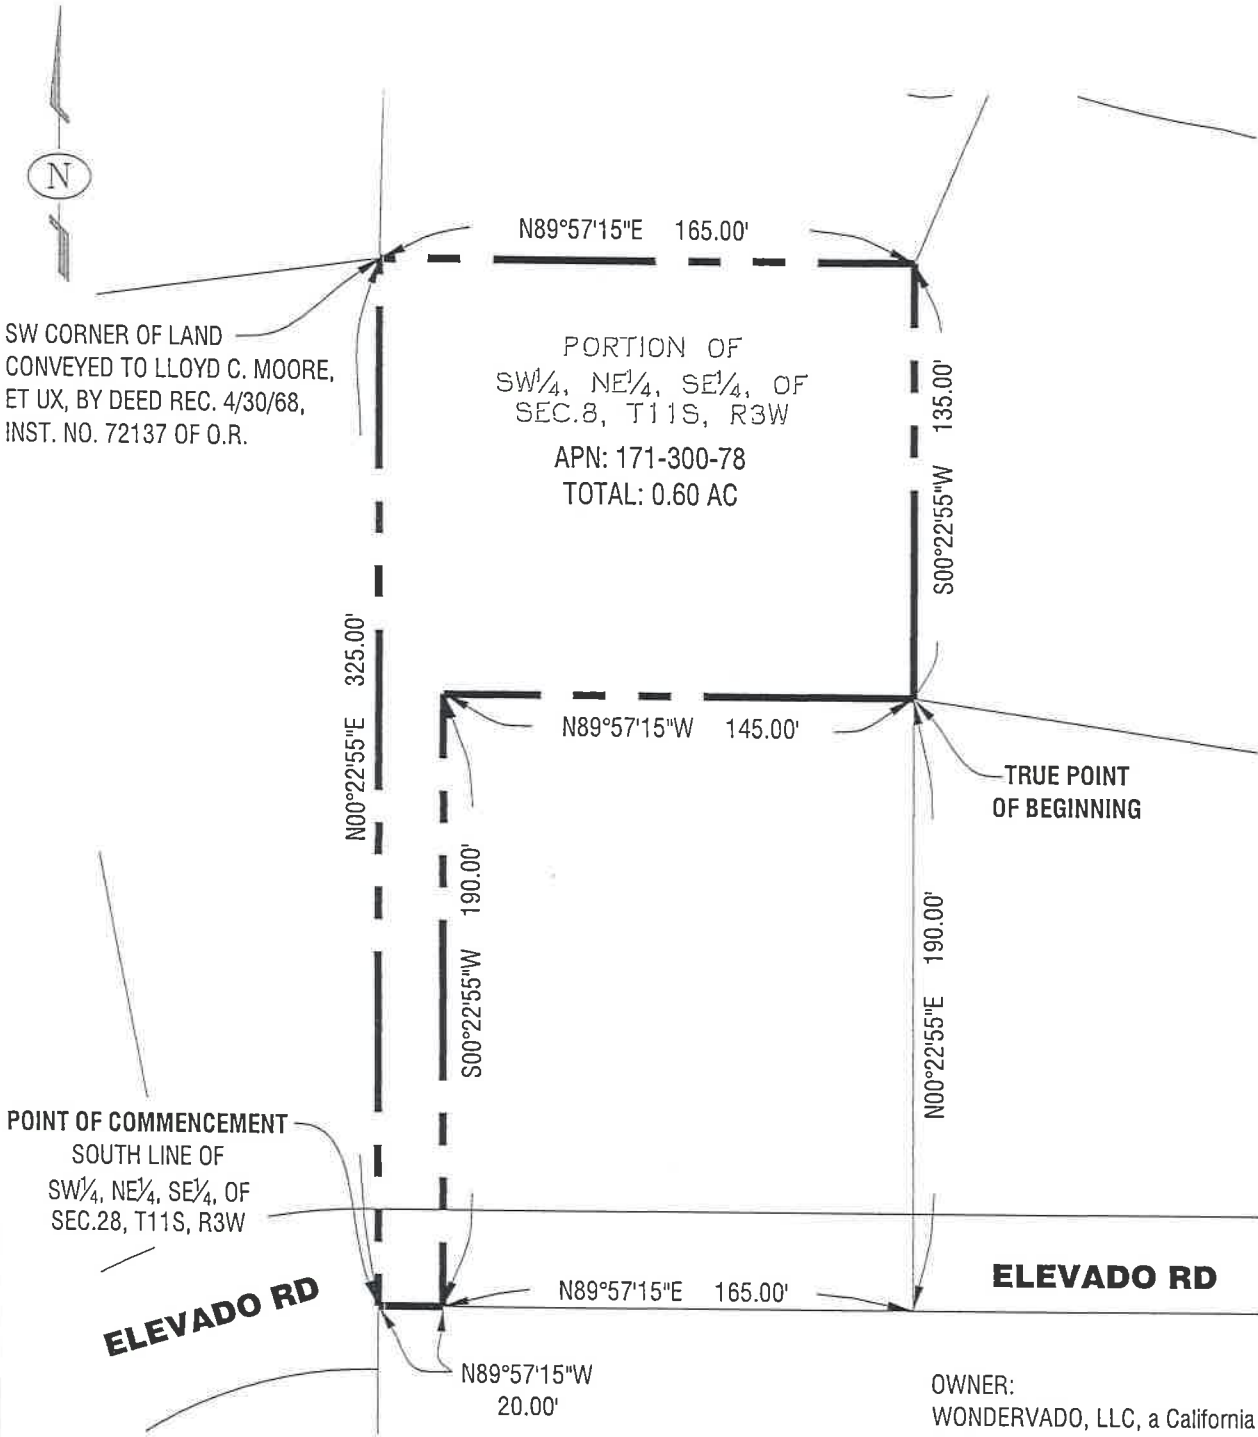 N
N89°57'15"E 165.00'
SW CORNER OF LAND
CONVEYED TO LLOYD C. MOORE,
ET UX, BY DEED REC. 4/30/68,
INST. NO. 72137 OF O.R.
PORTION OF
SW¼, NE¼, SE¼, OF
SEC.8, T11S, R3W
APN: 171-300-78
TOTAL: 0.60 AC
S00°22'55"W 135.00'
N00°22'55"E 325.00'
N89°57'15"W 145.00'
TRUE POINT
OF BEGINNING
S00°22'55"W 190.00'
N00°22'55"E 190.00'
POINT OF COMMENCEMENT
SOUTH LINE OF
SW¼, NE¼, SE¼, OF
SEC.28, T11S, R3W
ELEVADO RD
ELEVADO RD
N89°57'15"E 165.00'
N89°57'15"W
20.00'
OWNER:
WONDERVADO, LLC, a California